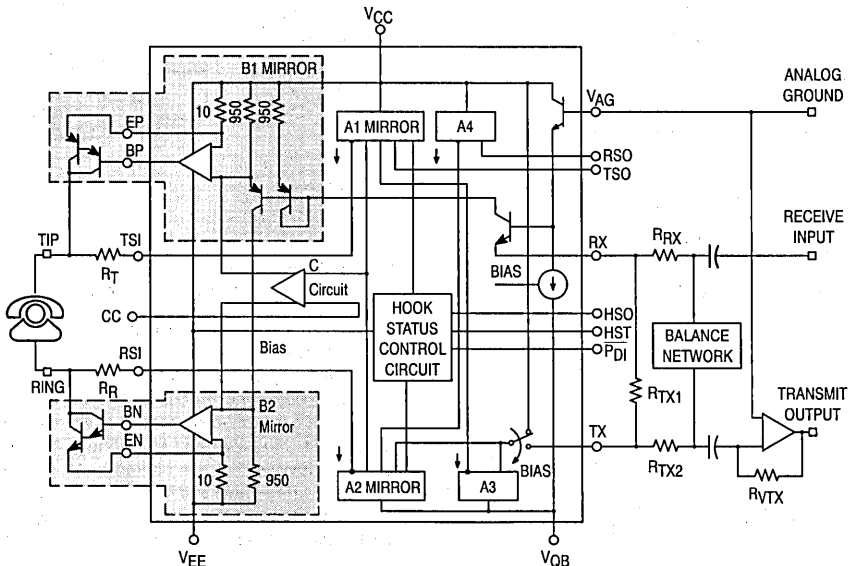 VCC
B1 MIRROR
10
950
950
EP
BP
A1 MIRROR
A4
VAG
ANALOG
GROUND
RSO
TSO
TIP
TSI
RT
RX
RRX
RECEIVE
INPUT
BIAS
C
Circuit
CC
HOOK
STATUS
CONTROL
CIRCUIT
HSO
HST
PDI
BALANCE
NETWORK
Bias
RSI
RR
RING
BN
EN
B2
Mirror
10
950
RTX1
TX
RTX2
TRANSMIT
OUTPUT
BIAS
A2 MIRROR
A3
RVTX
VEE
VQB